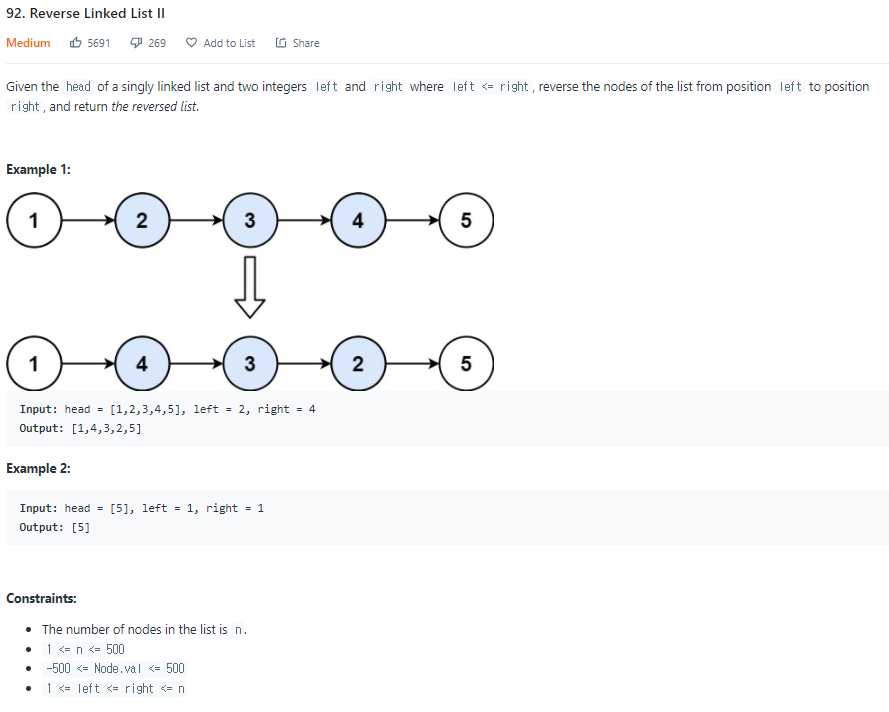 92. Reverse Linked List II
Medium 5691 269 Add to List Share
Given the head of a singly linked list and two integers left and right where left <= right, reverse the nodes of the list from position left to position
right, and return the reversed list.
Example 1:
1 2 3 4 5
1 4 3 2 5
Input: head = [1,2,3,4,5], left = 2, right = 4
Output: [1,4,3,2,5]
Example 2:
Input: head = [5], left = 1, right = 1
Output: [5]
Constraints:
• The number of nodes in the list is n.
• 1 <= n <= 500
• -500 <= Node.val <= 500
• 1 <= left <= right <= n